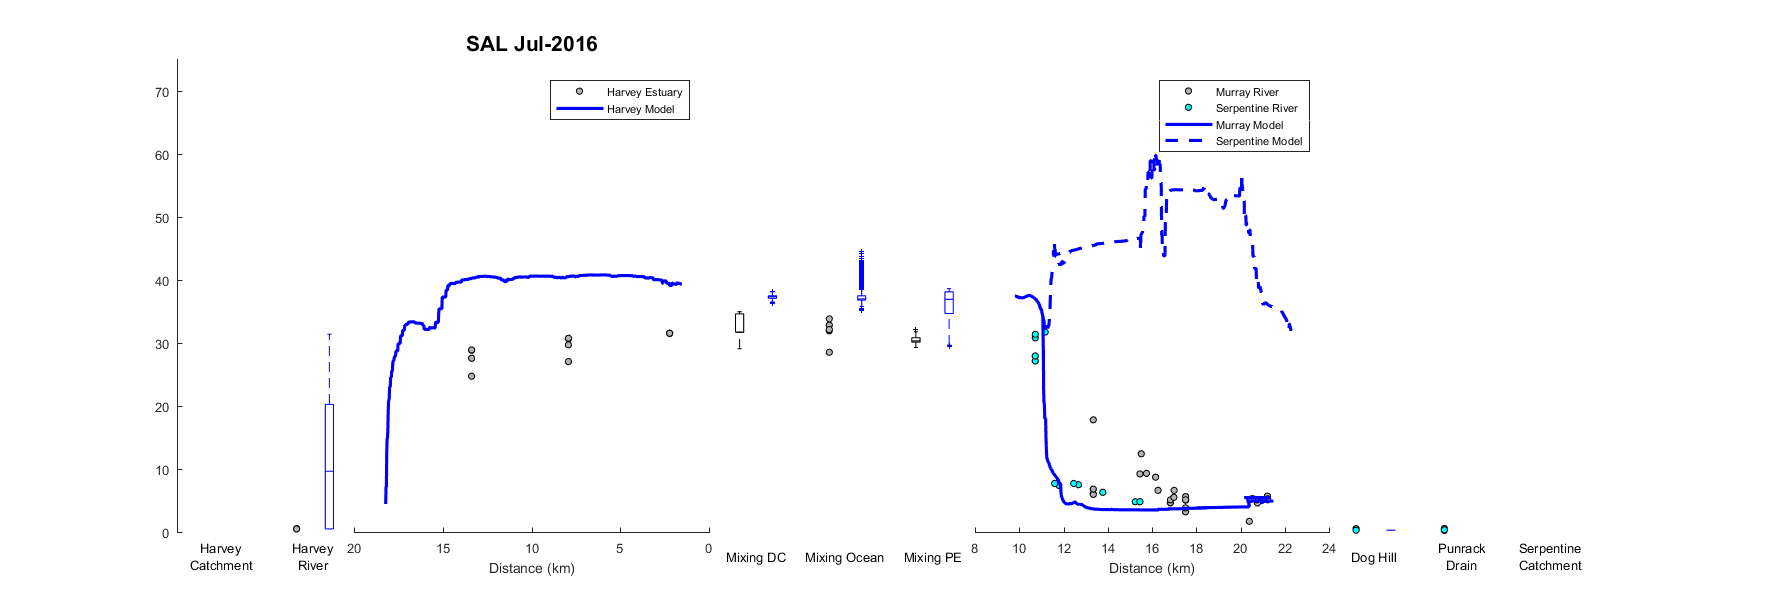 SAL Jul-2016
Harvey Estuary
Harvey Model
Murray River
Serpentine River
Murray Model
Serpentine Model
70
60
50
40
30
20
10
0
20 15 10 5 0
8 10 12 14 16 18 20 22 24
Harvey
Catchment
Harvey
River
Distance (km)
Mixing DC
Mixing Ocean
Mixing PE
Distance (km)
Dog Hill
Punrack
Drain
Serpentine
Catchment